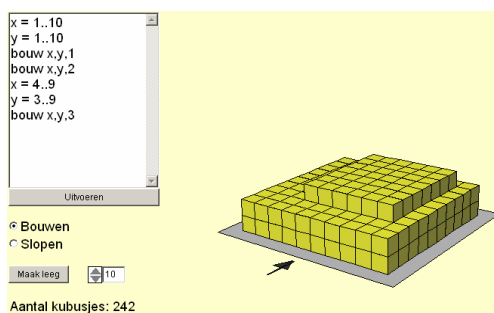 x = 1..10
y = 1..10
bouw x,y,1
bouw x,y,2
x = 4..9
y = 3..9
bouw x,y,3
Uitvoeren
Bouwen
Slopen
Maak leeg 10
Aantal kubusjes: 242